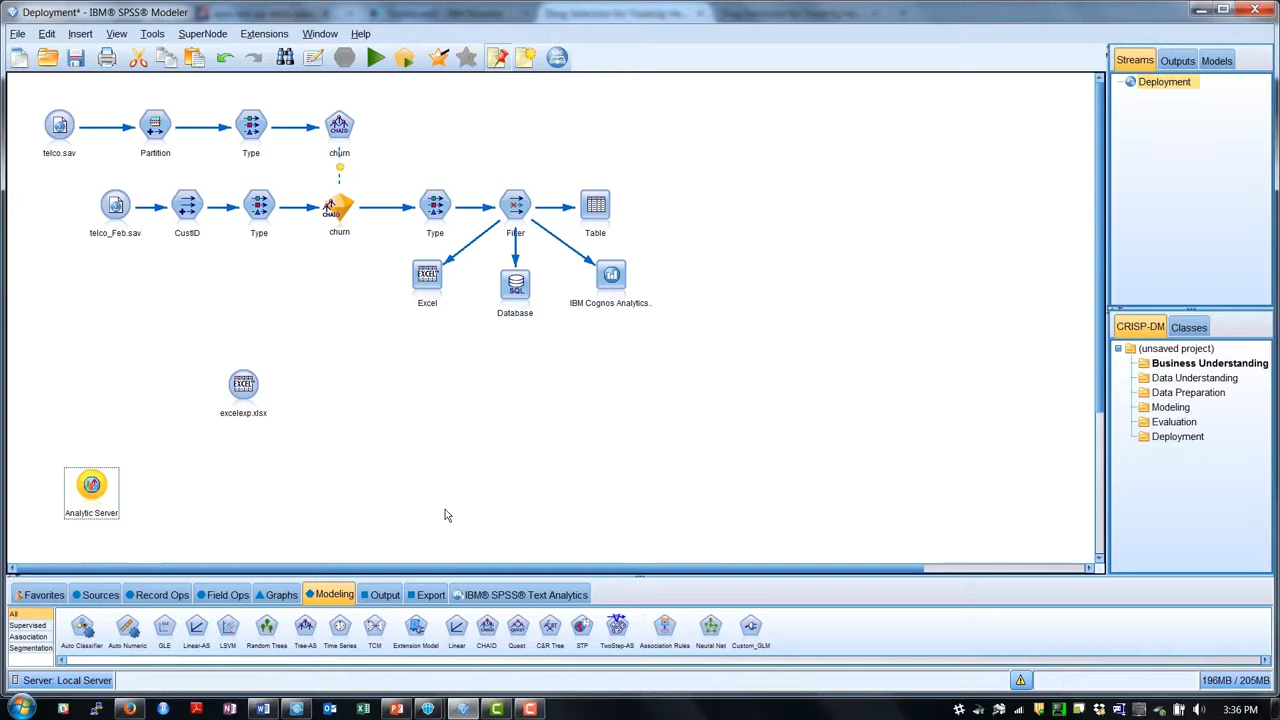 Deployment* - IBM® SPSS® Modeler
File Edit Insert View Tools SuperNode Extensions Window Help
Streams Outputs Models
Deployment
telco.sav Partition Type churn
CHAID
telco_Feb.sav CustID Type churn Type Filter Table
CHAID
EXCEL
SQL
Excel Database IBM Cognos Analytics..
EXCEL
excelexp.xlsx
Analytic Server
CRISP-DM Classes
(unsaved project)
Business Understanding
Data Understanding
Data Preparation
Modeling
Evaluation
Deployment
Favorites Sources Record Ops Field Ops Graphs Modeling Output Export IBM® SPSS® Text Analytics
All
Supervised
Association
Segmentation
Auto Classifier Auto Numeric GLE Linear-AS LSVM Random Trees Tree-AS Time Series TCM Extension Model Linear CHAID Quest C&R Tree STP TwoStep-AS Association Rules Neural Net Custom_GLM
Server: Local Server
196MB / 205MB
3:36 PM